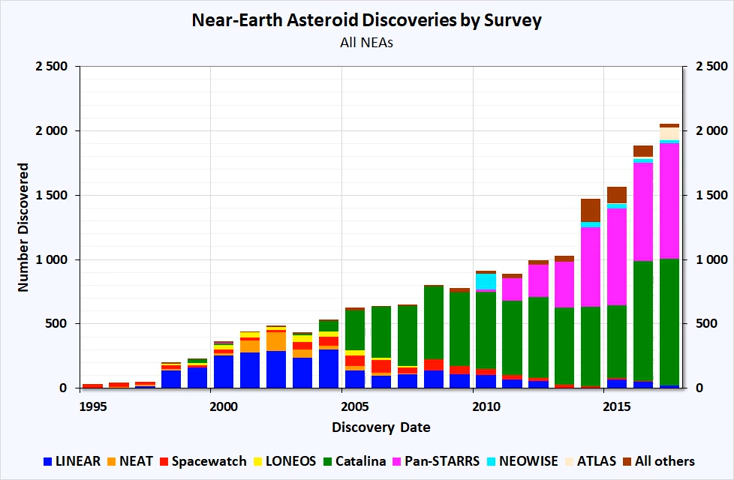 Near-Earth Asteroid Discoveries by Survey
All NEAs
2 500
2 000
1 500
1 000
500
0
Number Discovered
2 500
2 000
1 500
1 000
500
0
1995 2000 2005 2010 2015
Discovery Date
LINEAR NEAT Spacewatch LONEOS Catalina Pan-STARRS NEOWISE ATLAS All others